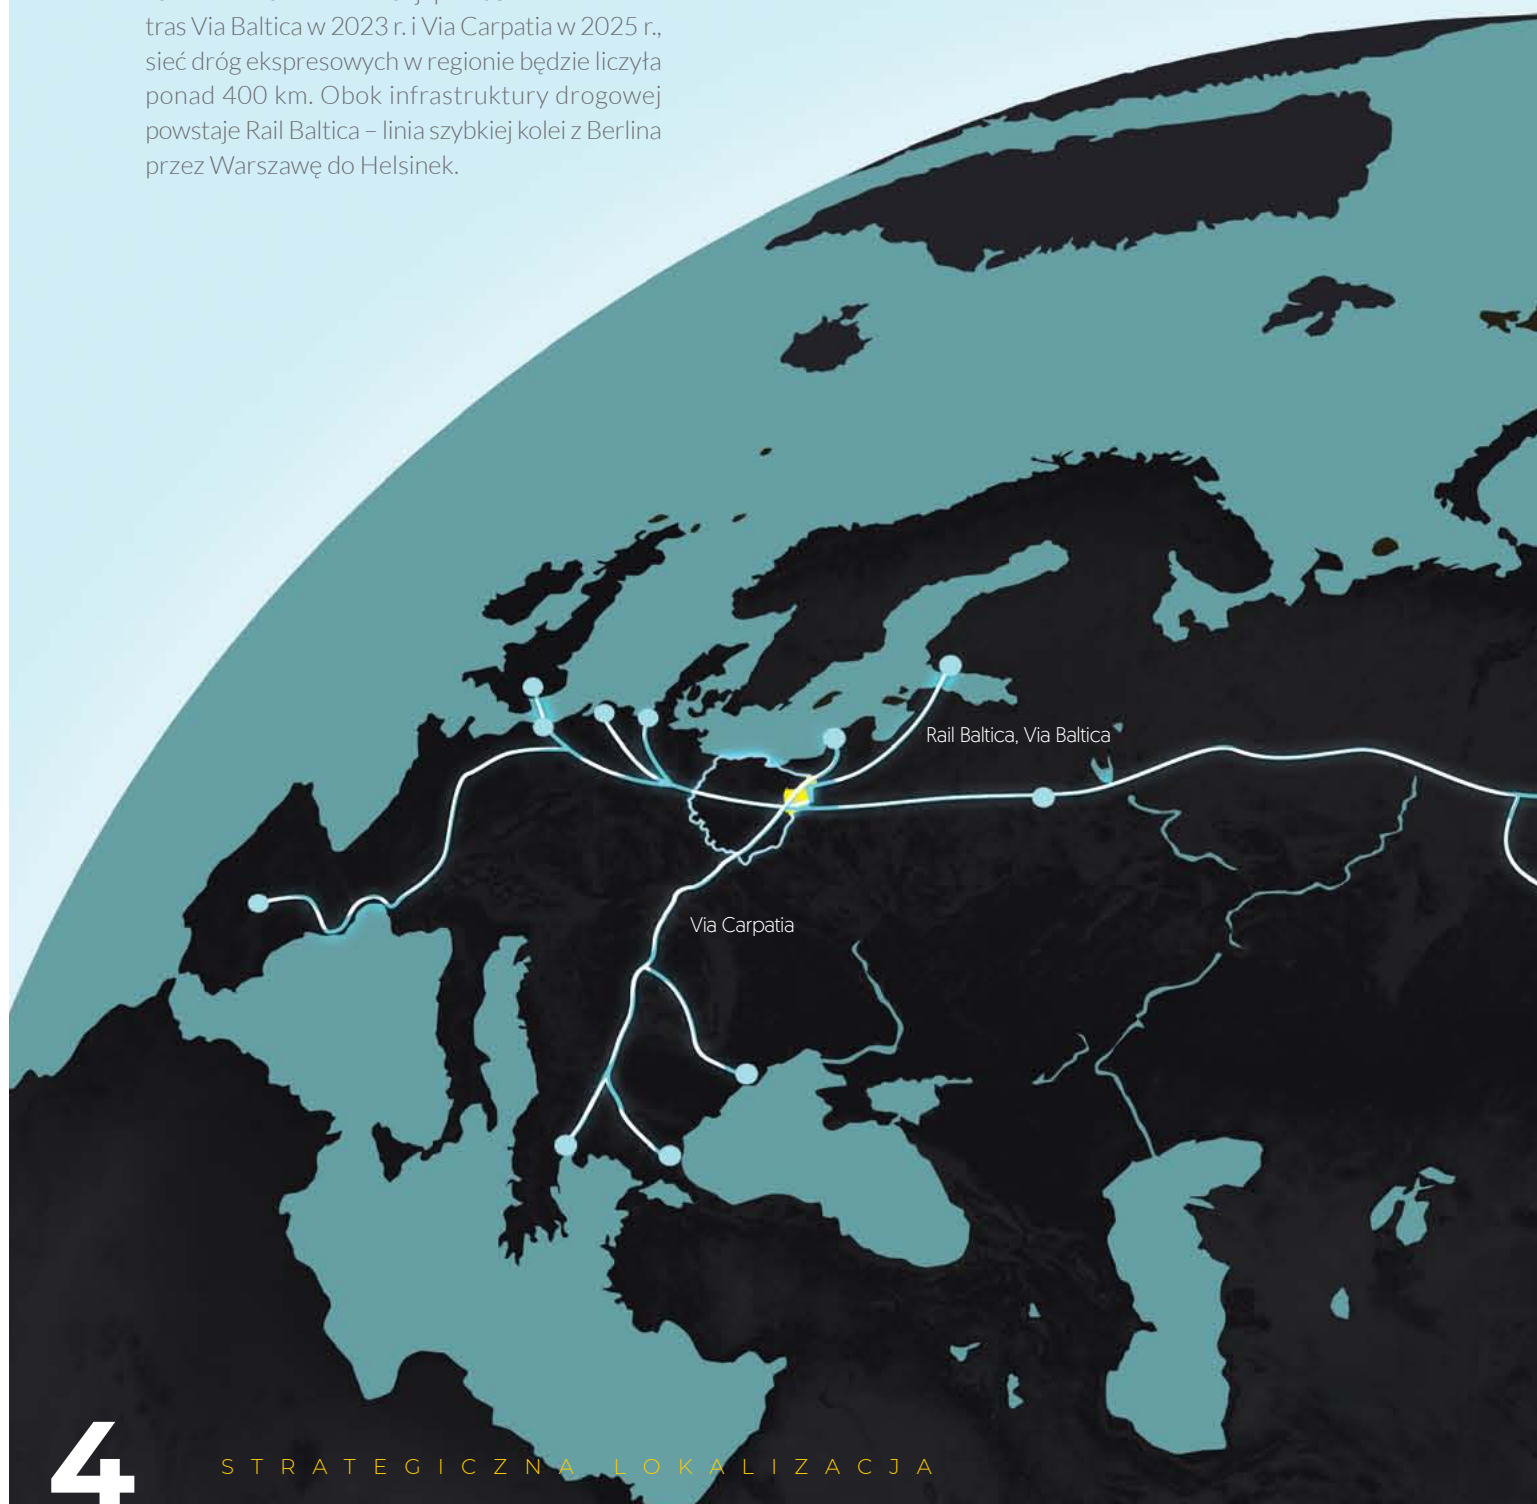 tras Via Baltica w 2023 r. i Via Carpatia w 2025 r.,
sieć dróg ekspresowych w regionie będzie liczyła
ponad 400 km. Obok infrastruktury drogowej
powstaje Rail Baltica – linia szybkiej kolei z Berlina
przez Warszawę do Helsinek.
Rail Baltica, Via Baltica
Via Carpatia
4
STRATEGICZNA LOKALIZACJA